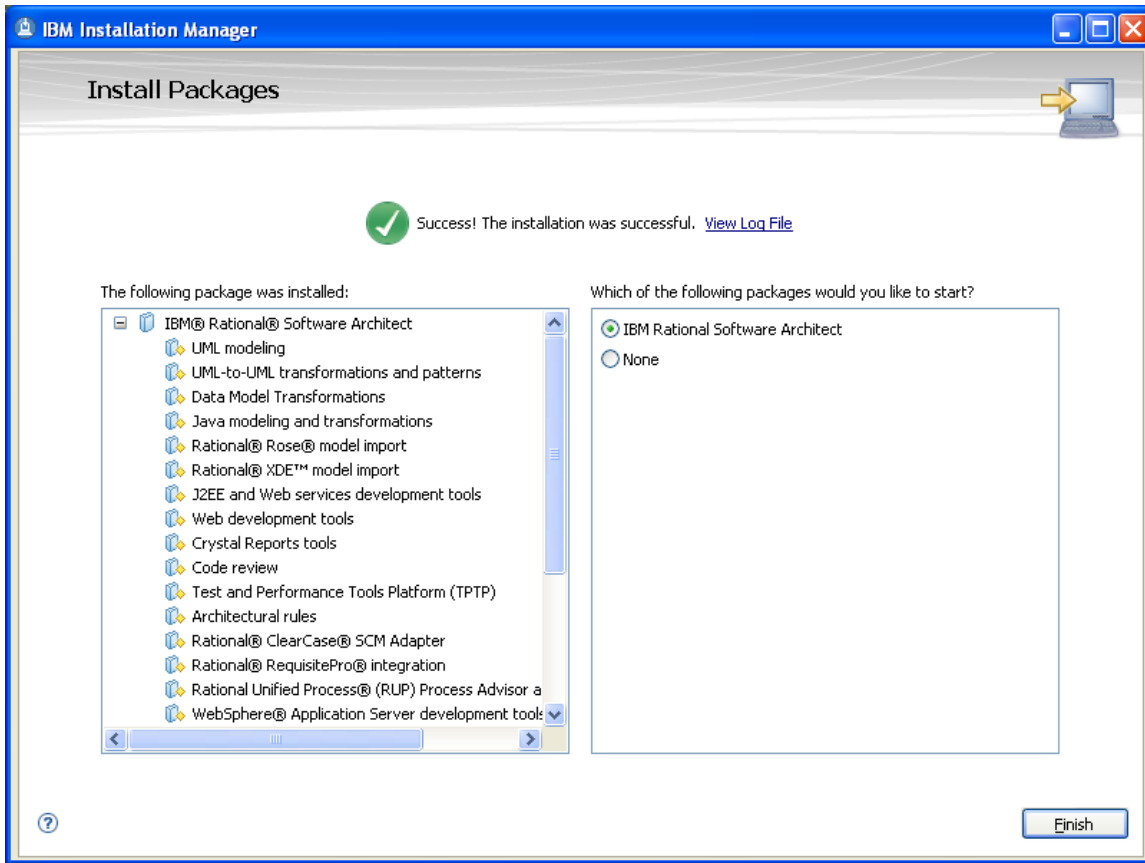 IBM Installation Manager
Install Packages
Success! The installation was successful. View Log File
The following package was installed:
IBM® Rational® Software Architect
UML modeling
UML-to-UML transformations and patterns
Data Model Transformations
Java modeling and transformations
Rational® Rose® model import
Rational® XDE™ model import
J2EE and Web services development tools
Web development tools
Crystal Reports tools
Code review
Test and Performance Tools Platform (TPTP)
Architectural rules
Rational® ClearCase® SCM Adapter
Rational® RequisitePro® integration
Rational Unified Process® (RUP) Process Advisor a
WebSphere® Application Server development tools
Which of the following packages would you like to start?
IBM Rational Software Architect
None
?
Finish